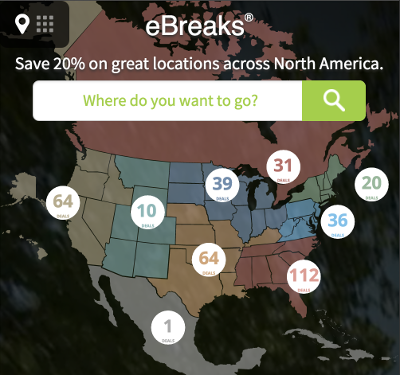 eBreaks®
Save 20% on great locations across North America.
Where do you want to go?
31
DEALS
39
DEALS
20
DEALS
64
DEALS
10
DEALS
36
DEALS
64
DEALS
112
DEALS
1
DEALS